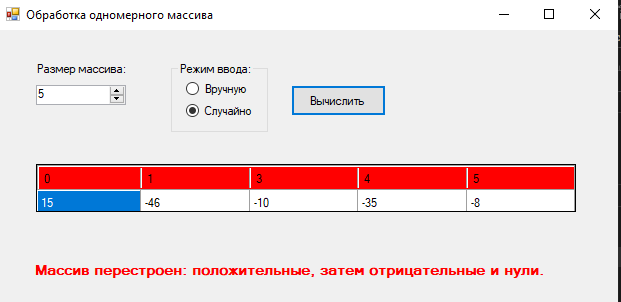 Обработка одномерного массива
Размер массива:
5
Режим ввода:
Вручную
Случайно
Вычислить
0 1 3 4 5
15 -46 -10 -35 -8
Массив перестроен: положительные, затем отрицательные и нули.